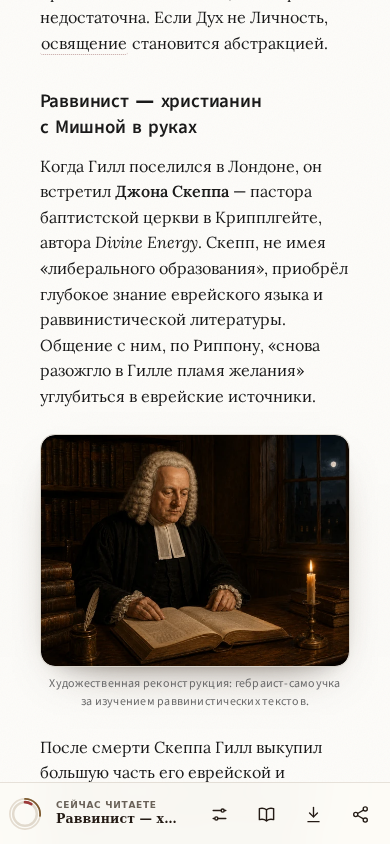 недостаточна. Если Дух не Личность,
освящение становится абстракцией.
Раввинист — христианин
с Мишной в руках
Когда Гилл поселился в Лондоне, он
встретил Джона Скеппа — пастора
баптистской церкви в Крипплгейте,
автора Divine Energy. Скепп, не имея
«либерального образования», приобрёл
глубокое знание еврейского языка и
раввинистической литературы.
Общение с ним, по Риппону, «снова
разожгло в Гилле пламя желания»
углубиться в еврейские источники.
Художественная реконструкция: гебраист-самоучка
за изучением раввинистических текстов.
После смерти Скеппа Гилл выкупил
большую часть его еврейской и
СЕЙЧАС ЧИТАЕТЕ
Раввинист — х...